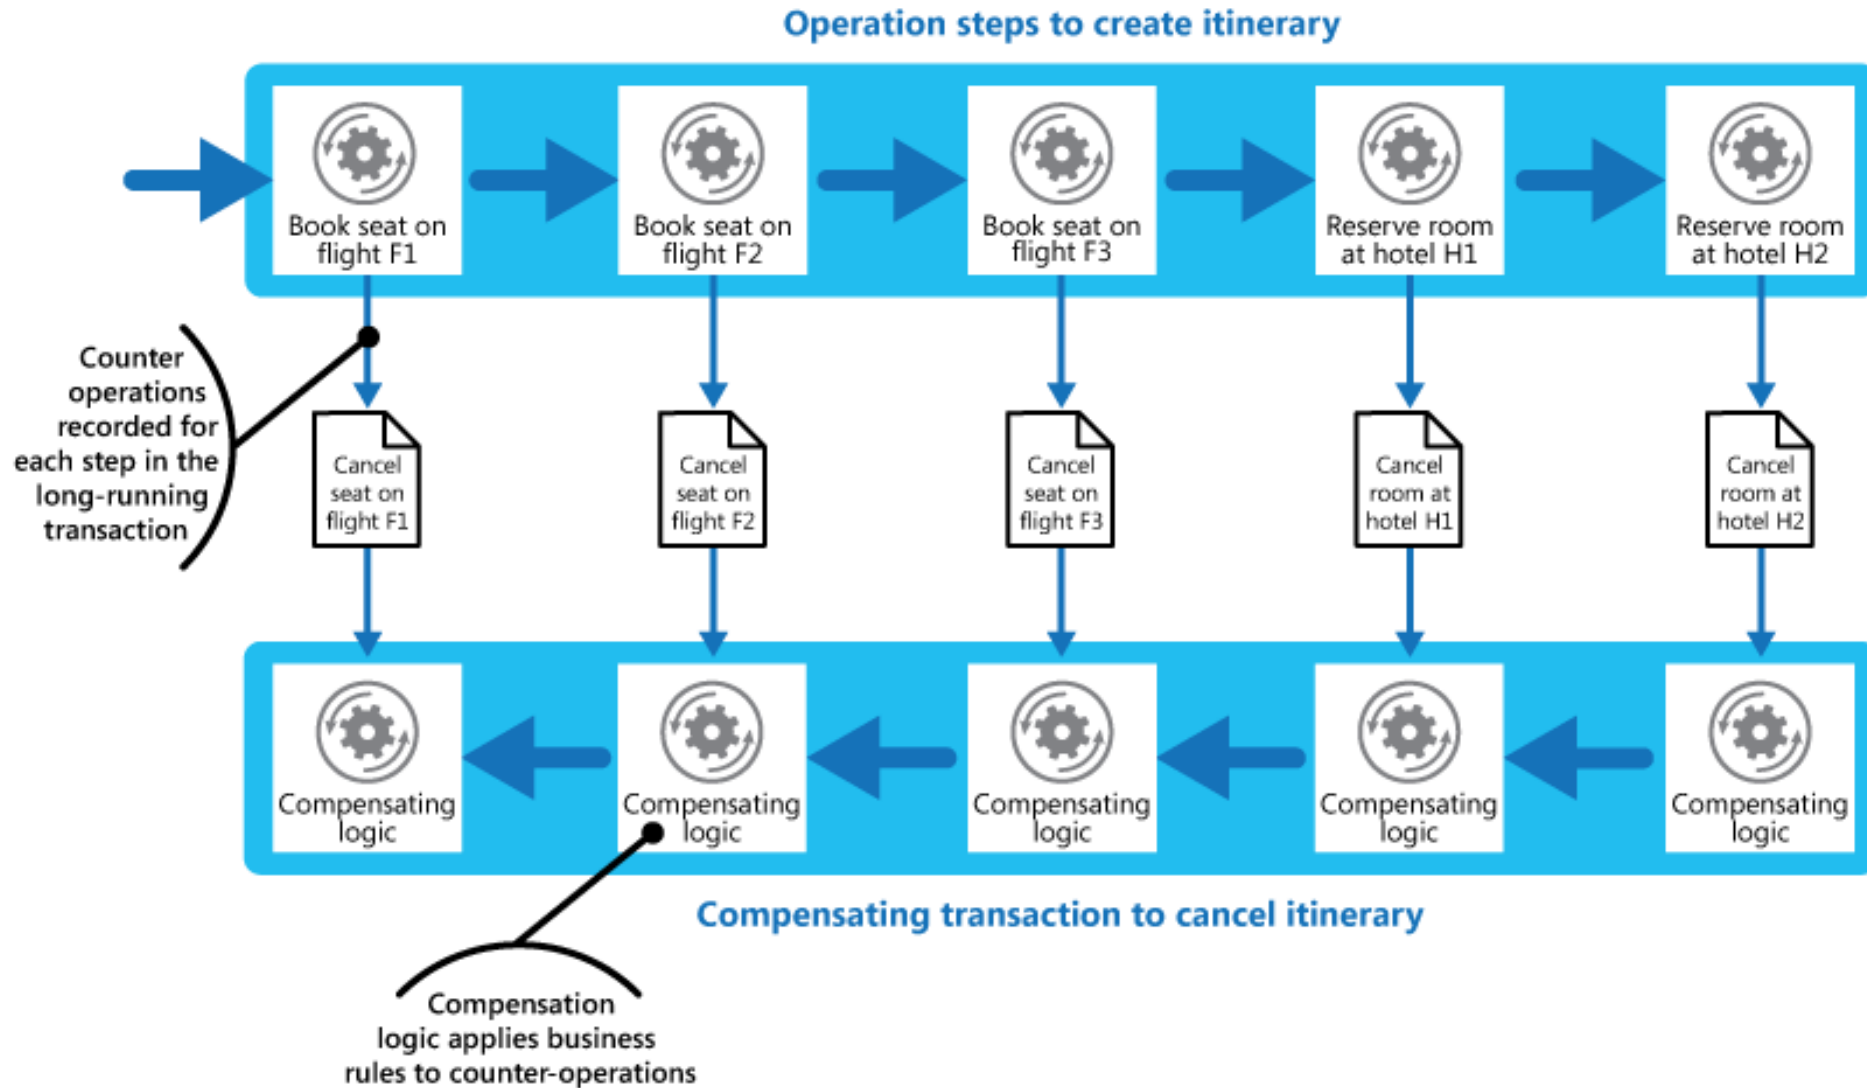 Operation steps to create itinerary
Book seat on
flight F1
Book seat on
flight F2
Book seat on
flight F3
Reserve room
at hotel H1
Reserve room
at hotel H2
Counter
operations
recorded for
each step in the
long-running
transaction
Cancel
seat on
flight F1
Cancel
seat on
flight F2
Cancel
seat on
flight F3
Cancel
room at
hotel H1
Cancel
room at
hotel H2
Compensating
logic
Compensating
logic
Compensating
logic
Compensating
logic
Compensating
logic
Compensating transaction to cancel itinerary
Compensation
logic applies business
rules to counter-operations